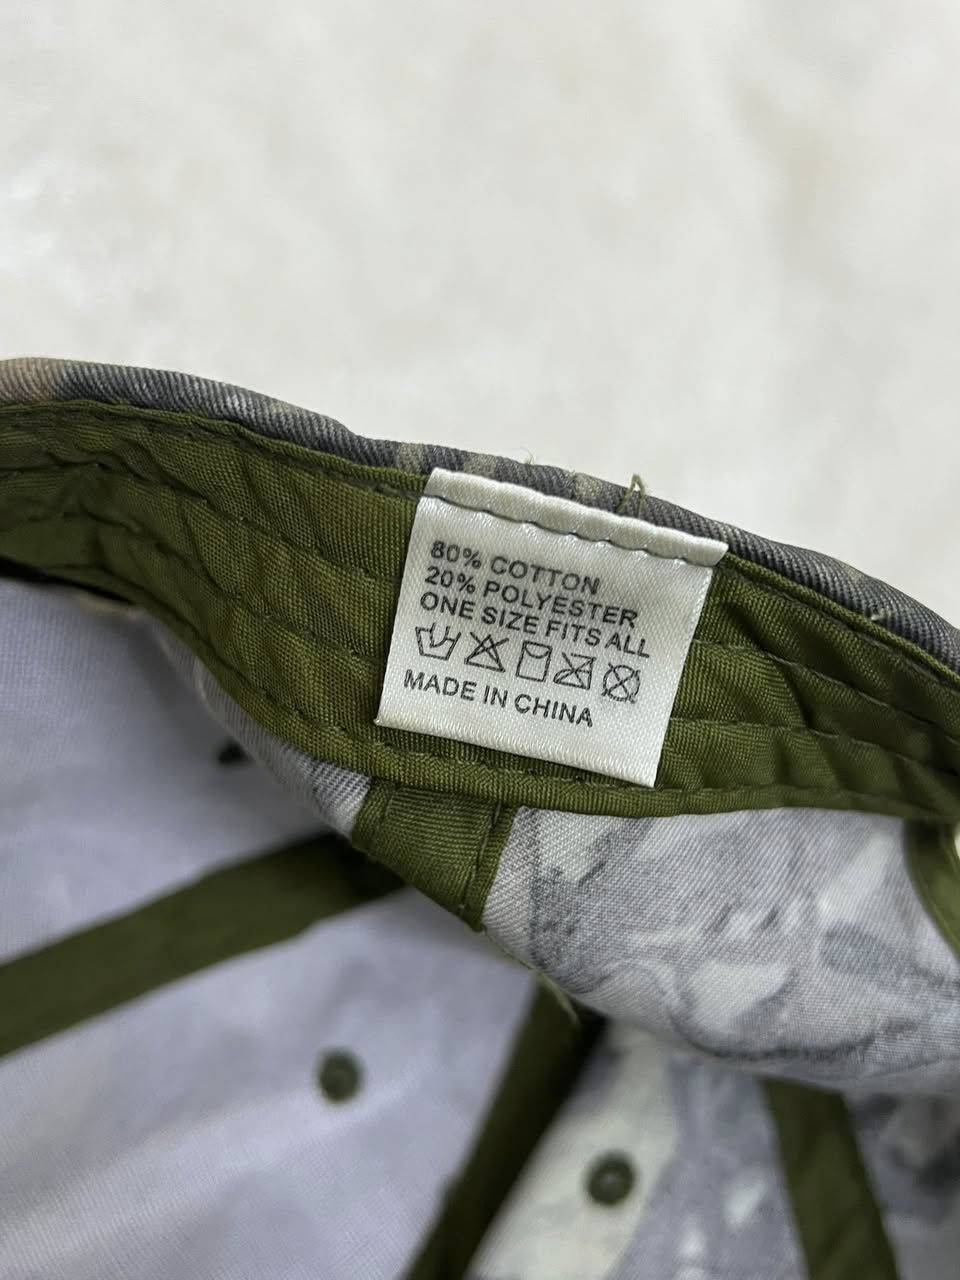 80% COTTON
20% POLYESTER
ONE SIZE FITS ALL
MADE IN CHINA